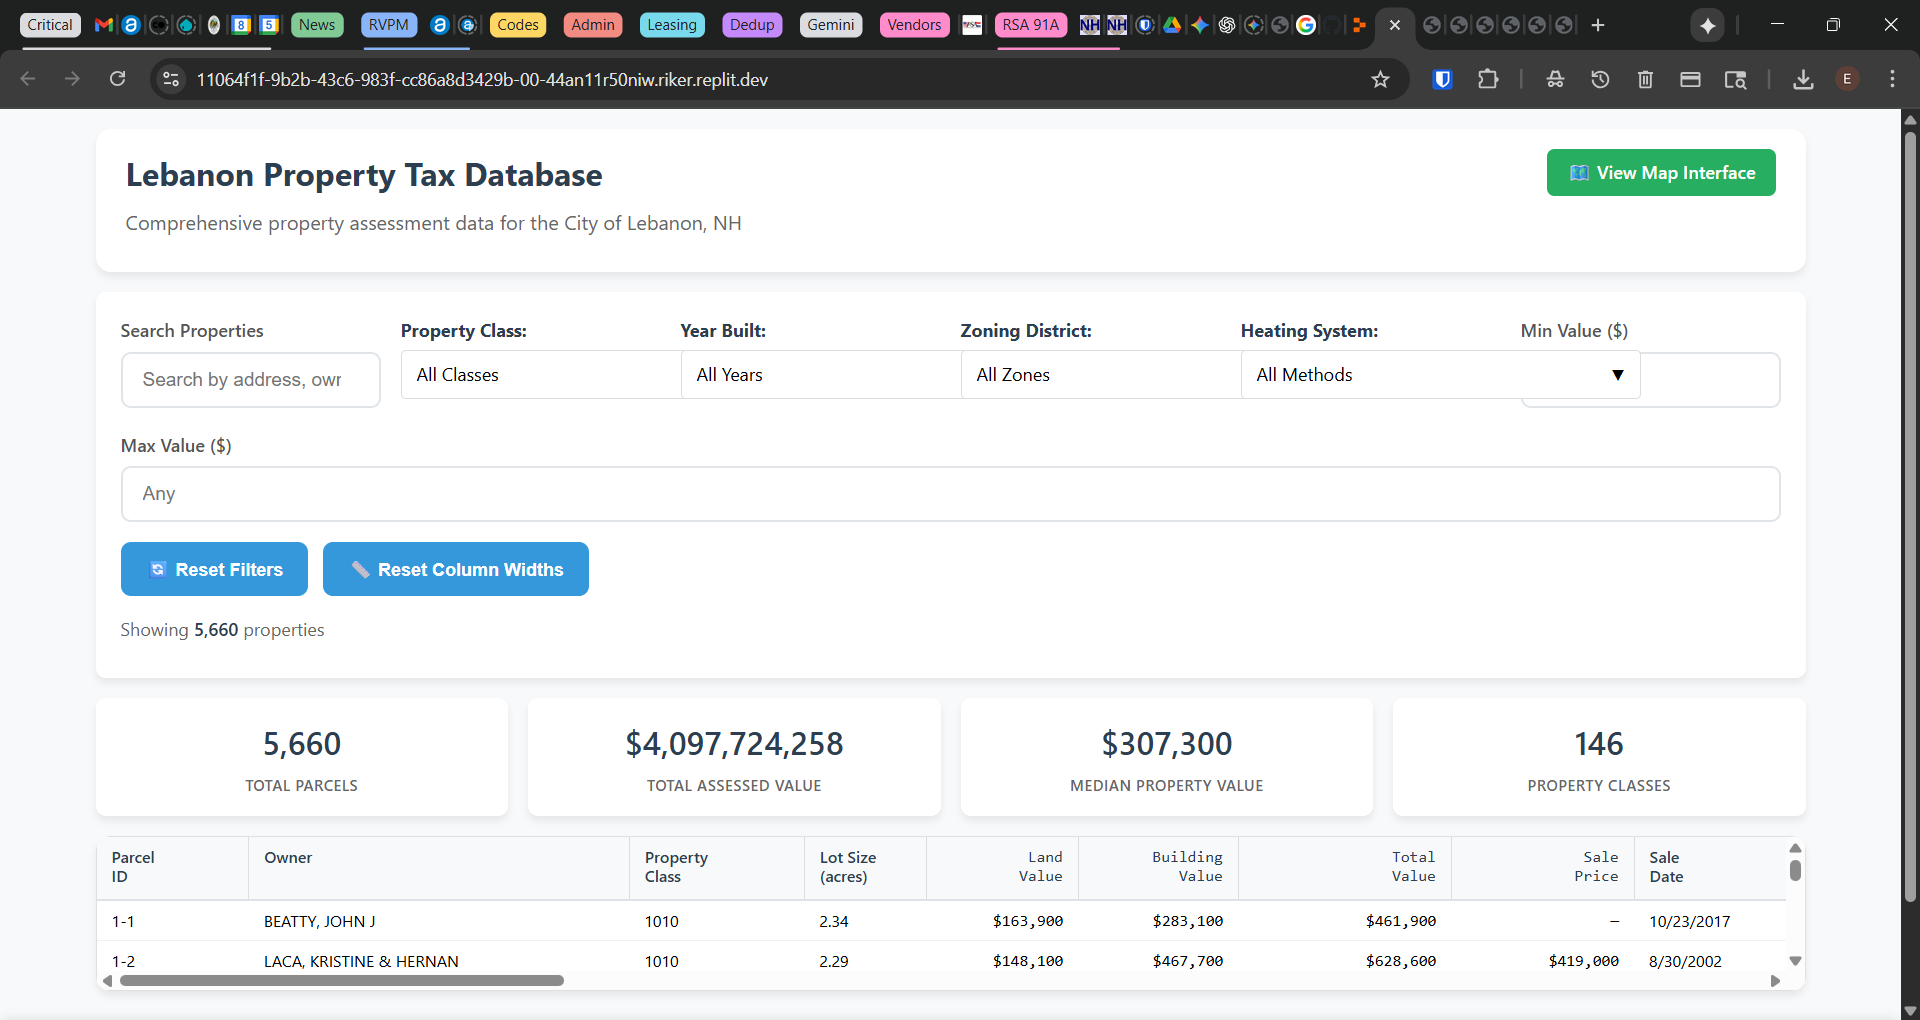 Critical News RVPM Codes Admin Leasing Dedup Gemini Vendors RSA 91A
11064f1f-9b2b-43c6-983f-cc86a8d3429b-00-44an11r50niw.riker.replit.dev
E
Lebanon Property Tax Database
View Map Interface
Comprehensive property assessment data for the City of Lebanon, NH
Search Properties Property Class: Year Built: Zoning District: Heating System: Min Value ($)
Search by address, owr All Classes All Years All Zones All Methods ▼
Max Value ($)
Any
Reset Filters Reset Column Widths
Showing 5,660 properties
5,660 $4,097,724,258 $307,300 146
TOTAL PARCELS TOTAL ASSESSED VALUE MEDIAN PROPERTY VALUE PROPERTY CLASSES
Parcel ID Owner Property Class Lot Size (acres) Land Value Building Value Total Value Sale Price Sale Date
1-1 BEATTY, JOHN J 1010 2.34 $163,900 $283,100 $461,900 — 10/23/2017
1-2 LACA, KRISTINE & HERNAN 1010 2.29 $148,100 $467,700 $628,600 $419,000 8/30/2002